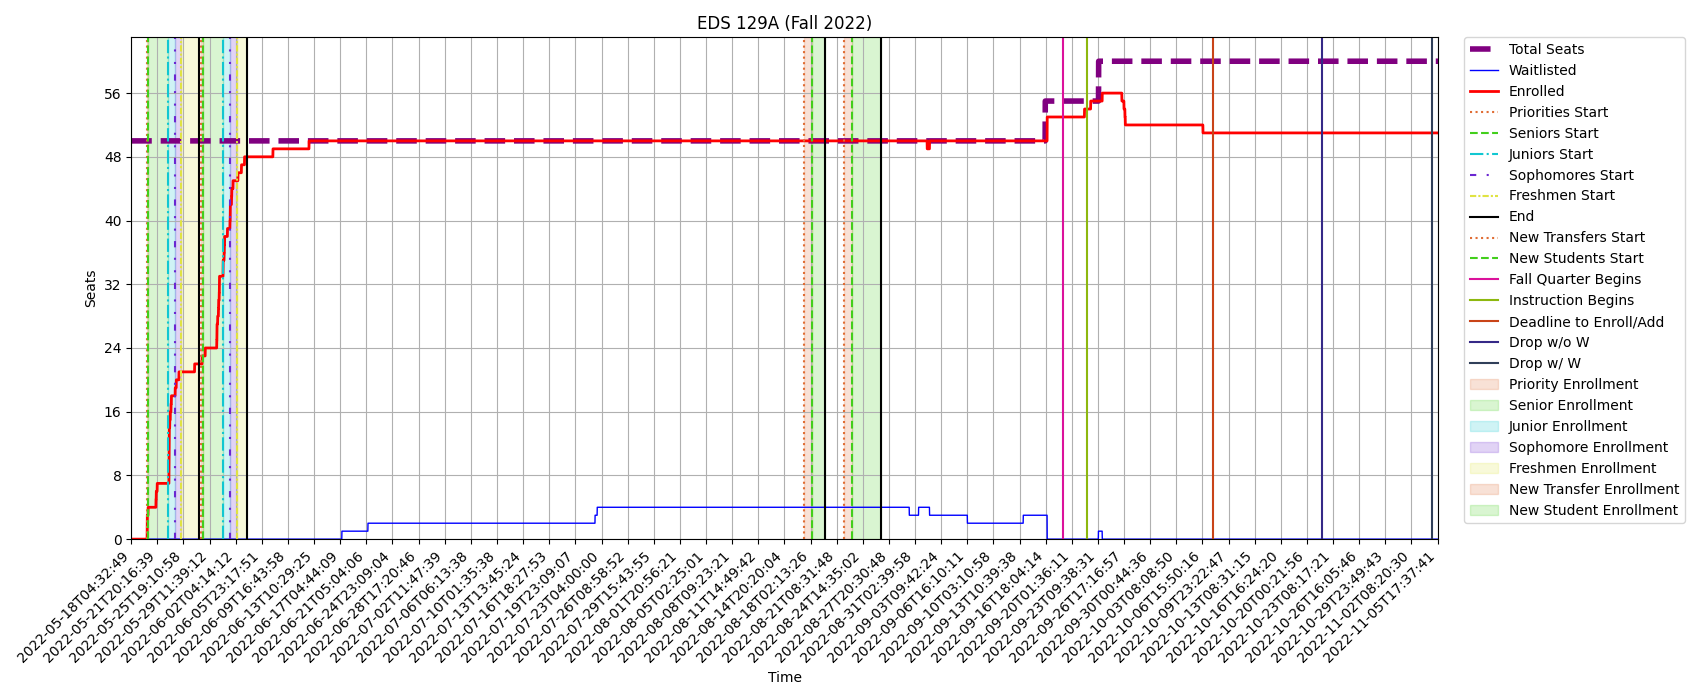 EDS 129A (Fall 2022)
Seats
56
48
40
32
24
16
8
0
2022-05-18T04:32:49
2022-05-21T20:16:39
2022-05-25T19:10:58
2022-05-29T11:39:12
2022-06-02T04:14:12
2022-06-05T23:17:51
2022-06-09T16:43:58
2022-06-13T10:29:25
2022-06-17T04:44:09
2022-06-21T05:04:06
2022-06-24T23:09:04
2022-06-28T17:20:46
2022-07-02T11:47:39
2022-07-06T06:13:38
2022-07-10T01:35:38
2022-07-13T13:45:24
2022-07-16T18:27:53
2022-07-19T23:09:07
2022-07-23T04:00:00
2022-07-26T08:58:52
2022-07-29T15:43:55
2022-08-01T20:56:21
2022-08-05T02:25:01
2022-08-08T09:23:21
2022-08-11T14:49:42
2022-08-14T20:20:04
2022-08-18T02:13:26
2022-08-21T08:31:48
2022-08-24T14:35:02
2022-08-27T20:30:48
2022-08-31T02:39:58
2022-09-03T09:42:24
2022-09-06T16:10:11
2022-09-10T03:10:58
2022-09-13T10:39:38
2022-09-16T18:04:14
2022-09-20T01:36:11
2022-09-23T09:38:31
2022-09-26T17:16:57
2022-09-30T00:44:36
2022-10-03T08:08:50
2022-10-06T15:50:16
2022-10-09T23:22:47
2022-10-13T08:31:15
2022-10-16T16:24:20
2022-10-20T00:21:56
2022-10-23T08:17:21
2022-10-26T16:05:46
2022-10-29T23:49:43
2022-11-02T08:20:30
2022-11-05T17:37:41
Time
Total Seats
Waitlisted
Enrolled
Priorities Start
Seniors Start
Juniors Start
Sophomores Start
Freshmen Start
End
New Transfers Start
New Students Start
Fall Quarter Begins
Instruction Begins
Deadline to Enroll/Add
Drop w/o W
Drop w/ W
Priority Enrollment
Senior Enrollment
Junior Enrollment
Sophomore Enrollment
Freshmen Enrollment
New Transfer Enrollment
New Student Enrollment